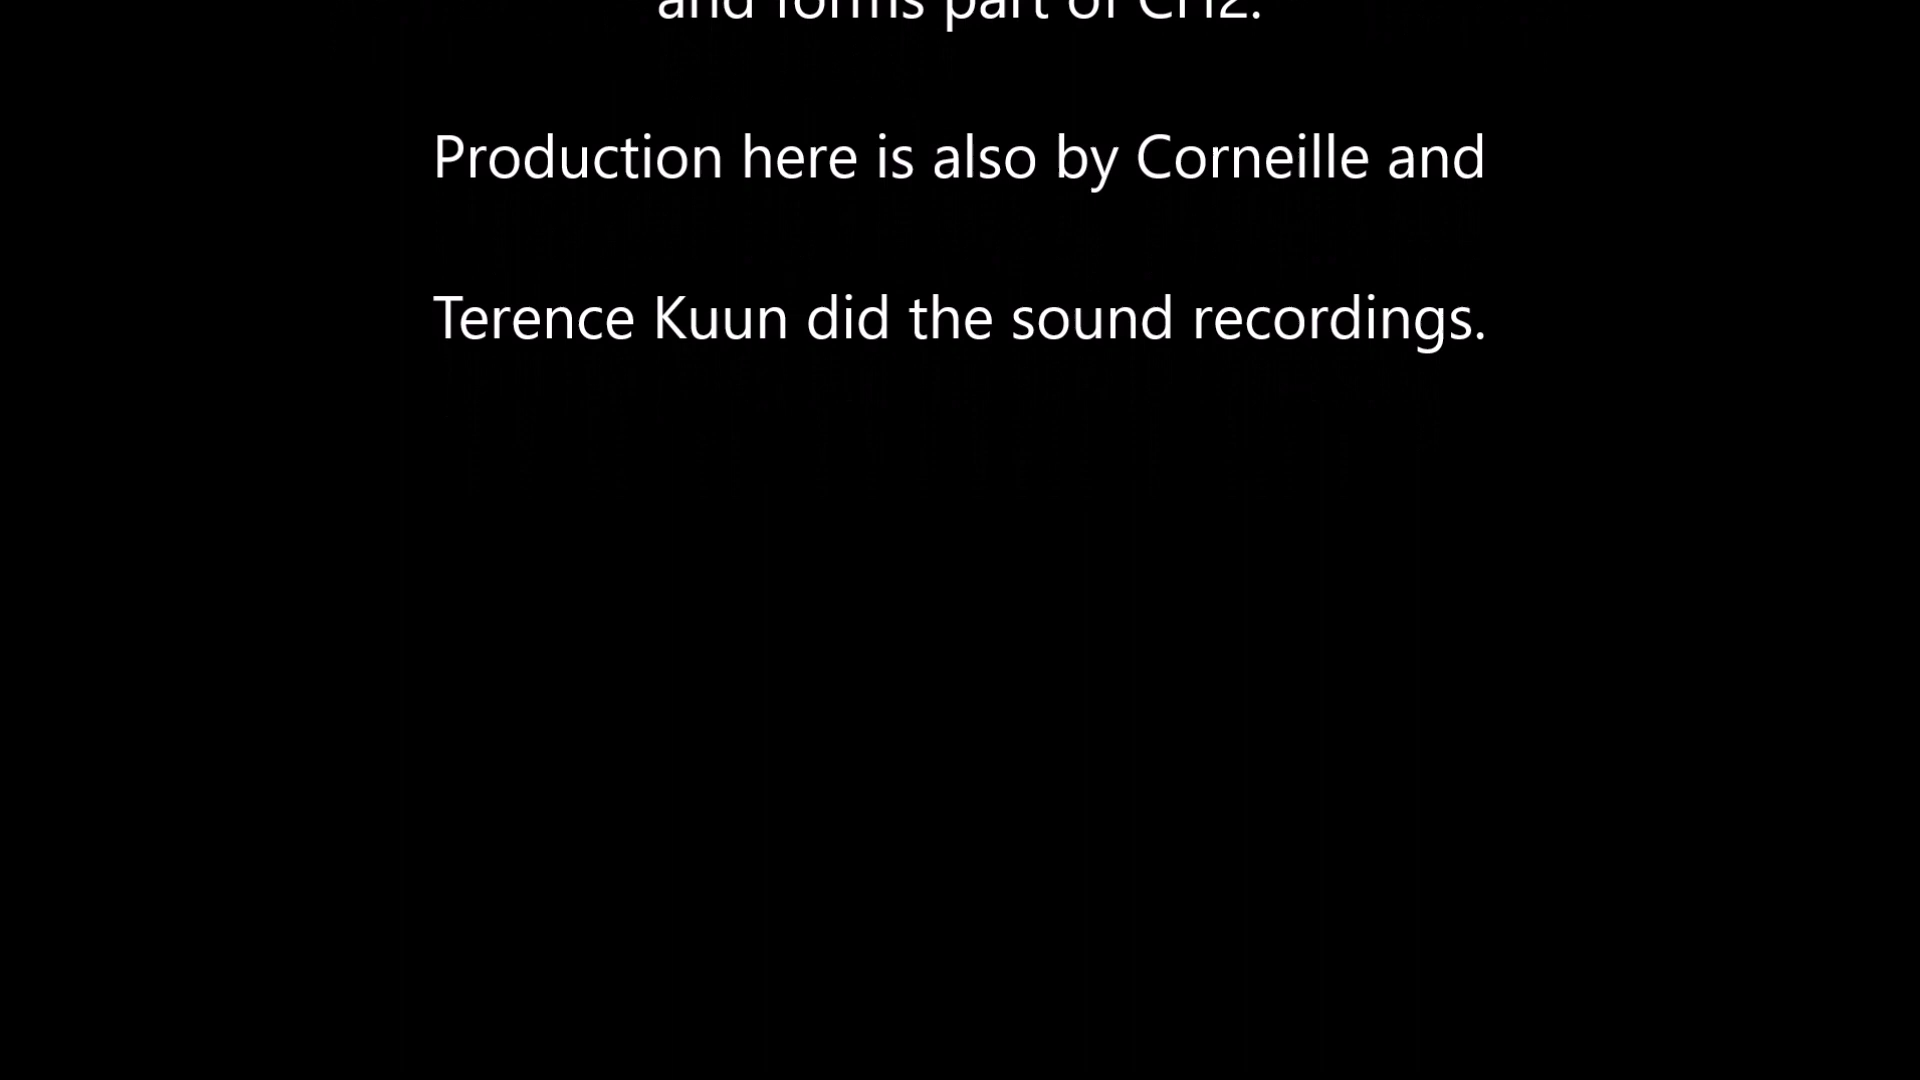 and forms part of CH2.
Production here is also by Corneille and
Terence Kuun did the sound recordings.